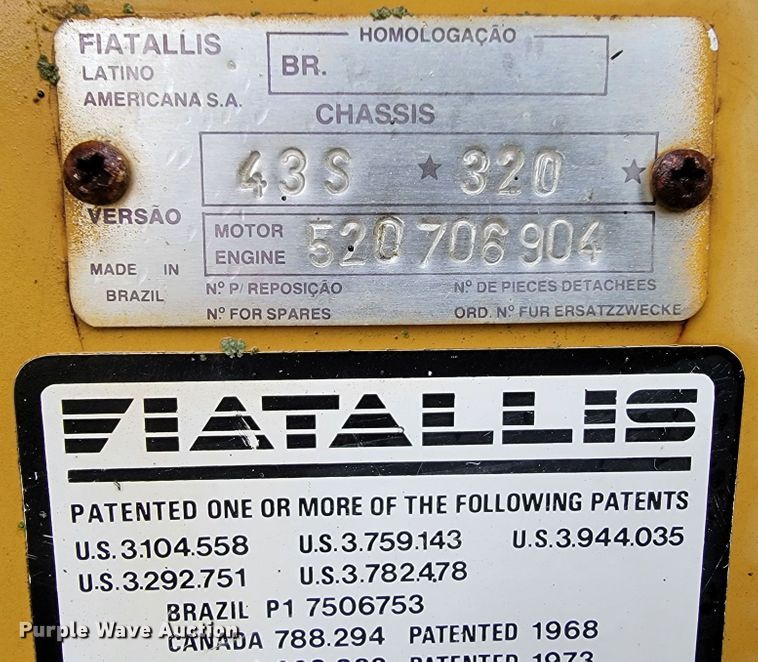 FIATALLIS
LATINO
AMERICANA S.A.
HOMOLOGAÇÃO
BR.
CHASSIS
43S ★ 320 ★
VERSÃO
MOTOR
ENGINE
520706904
MADE IN
BRAZIL
Nº P/ REPOSIÇÃO
Nº DE PIECES DETACHEES
Nº FOR SPARES
ORD. Nº FUR ERSATZZWECKE
FIATALLIS
PATENTED ONE OR MORE OF THE FOLLOWING PATENTS
U.S.3.104.558 U.S.3.759.143 U.S.3.944.035
U.S.3.292.751 U.S.3.782.478
BRAZIL P1 7506753
CANADA 788.294 PATENTED 1968
PATENTED 1973
Purple Wave Auction